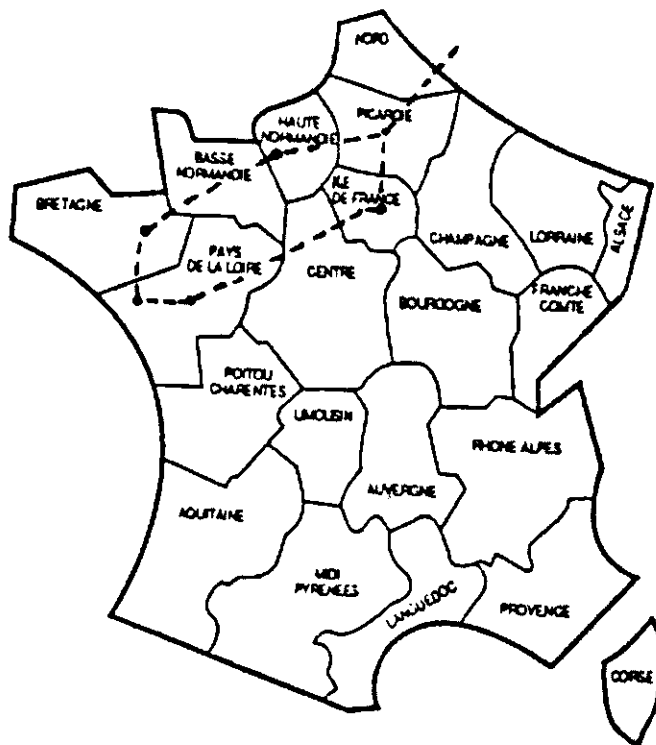 NORD
PICARDIE
HAUTE
NORMANDIE
BASSE
NORMANDIE
ILE
DE FRANCE
BRETAGNE
CHAMPAGNE
LORRAINE
ALSACE
PAYS
DE LA LOIRE
CENTRE
BOURGOGNE
FRANCHE
COMTE
POITOU
CHARENTES
LIMOUSIN
RHONE ALPES
AUVERGNE
AQUITAINE
MIDI
PYRENEES
LANGUEDOC
PROVENCE
CORSE